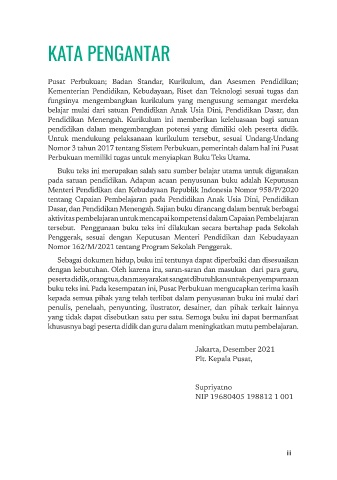 KATA PENGANTAR
Pusat Perbukuan; Badan Standar, Kurikulum, dan Asesmen Pendidikan;
Kementerian Pendidikan, Kebudayaan, Riset dan Teknologi sesuai tugas dan
fungsinya mengembangkan kurikulum yang mengusung semangat merdeka
belajar mulai dari satuan Pendidikan Anak Usia Dini, Pendidikan Dasar, dan
Pendidikan Menengah. Kurikulum ini memberikan keleluasaan bagi satuan
pendidikan dalam mengembangkan potensi yang dimiliki oleh peserta didik.
Untuk mendukung pelaksanaan kurikulum tersebut, sesuai Undang-Undang
Nomor 3 tahun 2017 tentang Sistem Perbukuan, pemerintah dalam hal ini Pusat
Perbukuan memiliki tugas untuk menyiapkan Buku Teks Utama.
Buku teks ini merupakan salah satu sumber belajar utama untuk digunakan
pada satuan pendidikan. Adapun acuan penyusunan buku adalah Keputusan
Menteri Pendidikan dan Kebudayaan Republik Indonesia Nomor 958/P/2020
tentang Capaian Pembelajaran pada Pendidikan Anak Usia Dini, Pendidikan
Dasar, dan Pendidikan Menengah. Sajian buku dirancang dalam bentuk berbagai
aktivitas pembelajaran untuk mencapai kompetensi dalam Capaian Pembelajaran
tersebut. Penggunaan buku teks ini dilakukan secara bertahap pada Sekolah
Penggerak, sesuai dengan Keputusan Menteri Pendidikan dan Kebudayaan
Nomor 162/M/2021 tentang Program Sekolah Penggerak.
Sebagai dokumen hidup, buku ini tentunya dapat diperbaiki dan disesuaikan
dengan kebutuhan. Oleh karena itu, saran-saran dan masukan dari para guru,
peserta didik, orang tua, dan masyarakat sangat dibutuhkan untuk penyempurnaan
buku teks ini. Pada kesempatan ini, Pusat Perbukuan mengucapkan terima kasih
kepada semua pihak yang telah terlibat dalam penyusunan buku ini mulai dari
penulis, penelaah, penyunting, ilustrator, desainer, dan pihak terkait lainnya
yang tidak dapat disebutkan satu per satu. Semoga buku ini dapat bermanfaat
khususnya bagi peserta didik dan guru dalam meningkatkan mutu pembelajaran.
Jakarta, Desember 2021
Plt. Kepala Pusat,
Supriyatno
NIP 19680405 198812 1 001
iii